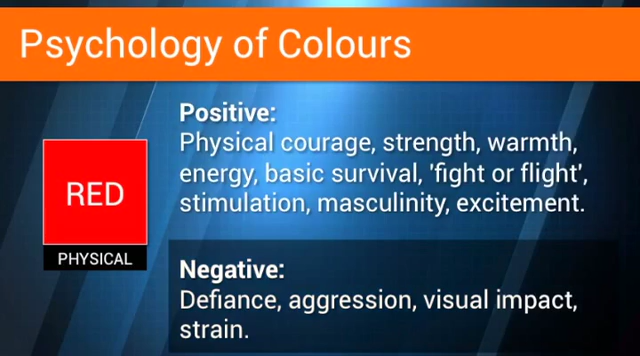 Psychology of Colours
RED
PHYSICAL
Positive:
Physical courage, strength, warmth,
energy, basic survival, 'fight or flight',
stimulation, masculinity, excitement.
Negative:
Defiance, aggression, visual impact,
strain.